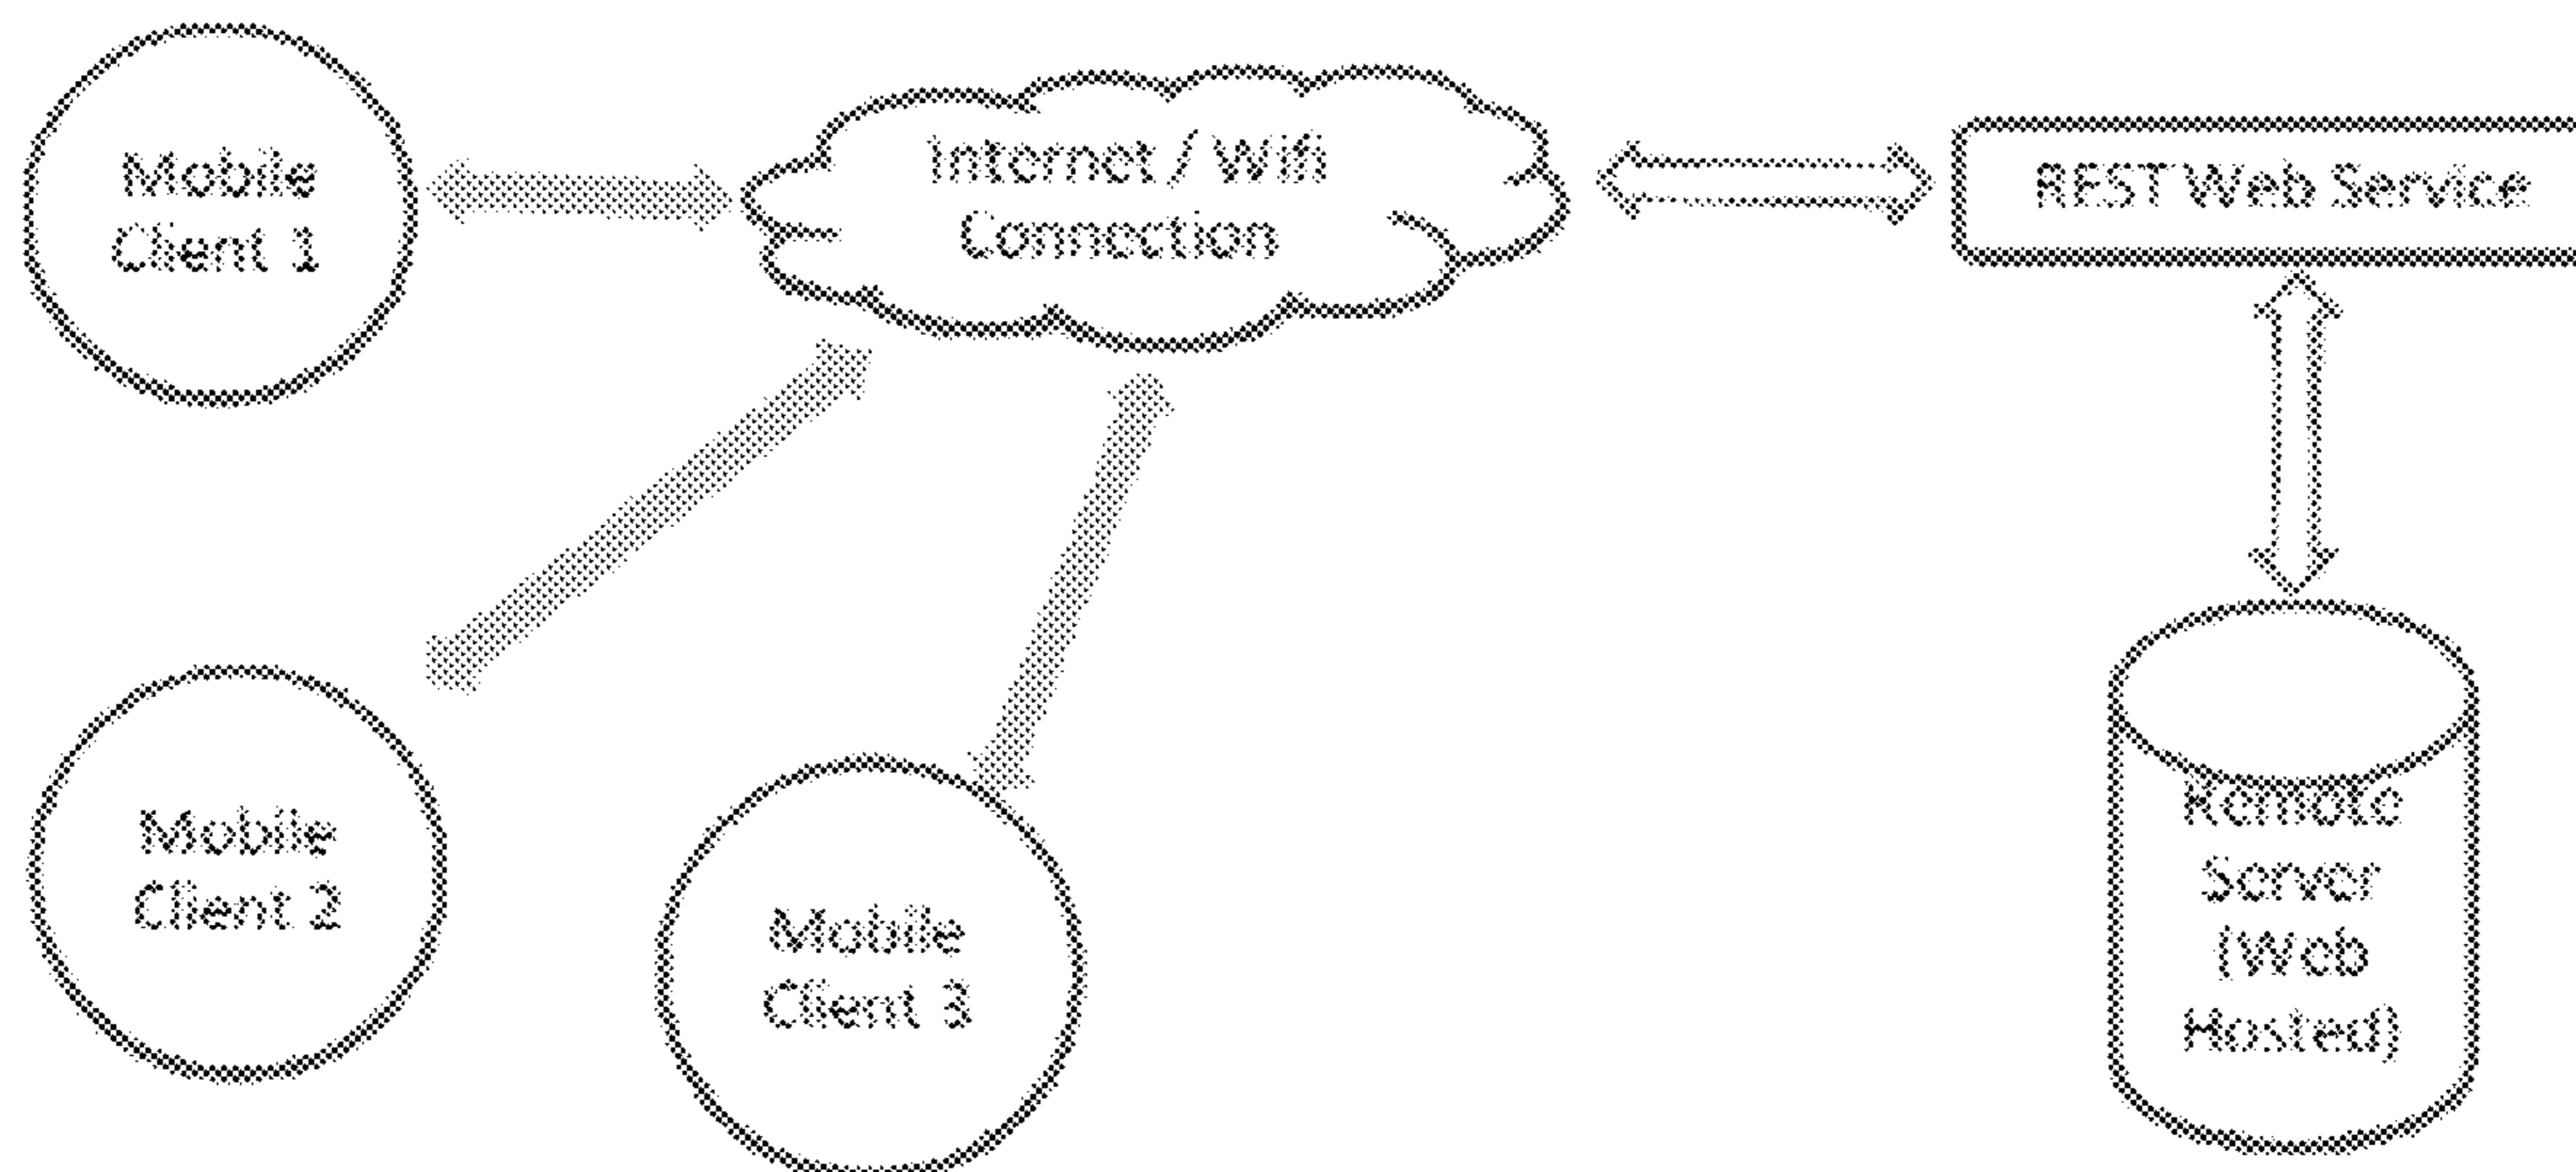 Mobile
Client 1
Internet / Wifi
Connection
REST Web Service
Mobile
Client 2
Mobile
Client 3
Remote
Server
(Web
Hosted)